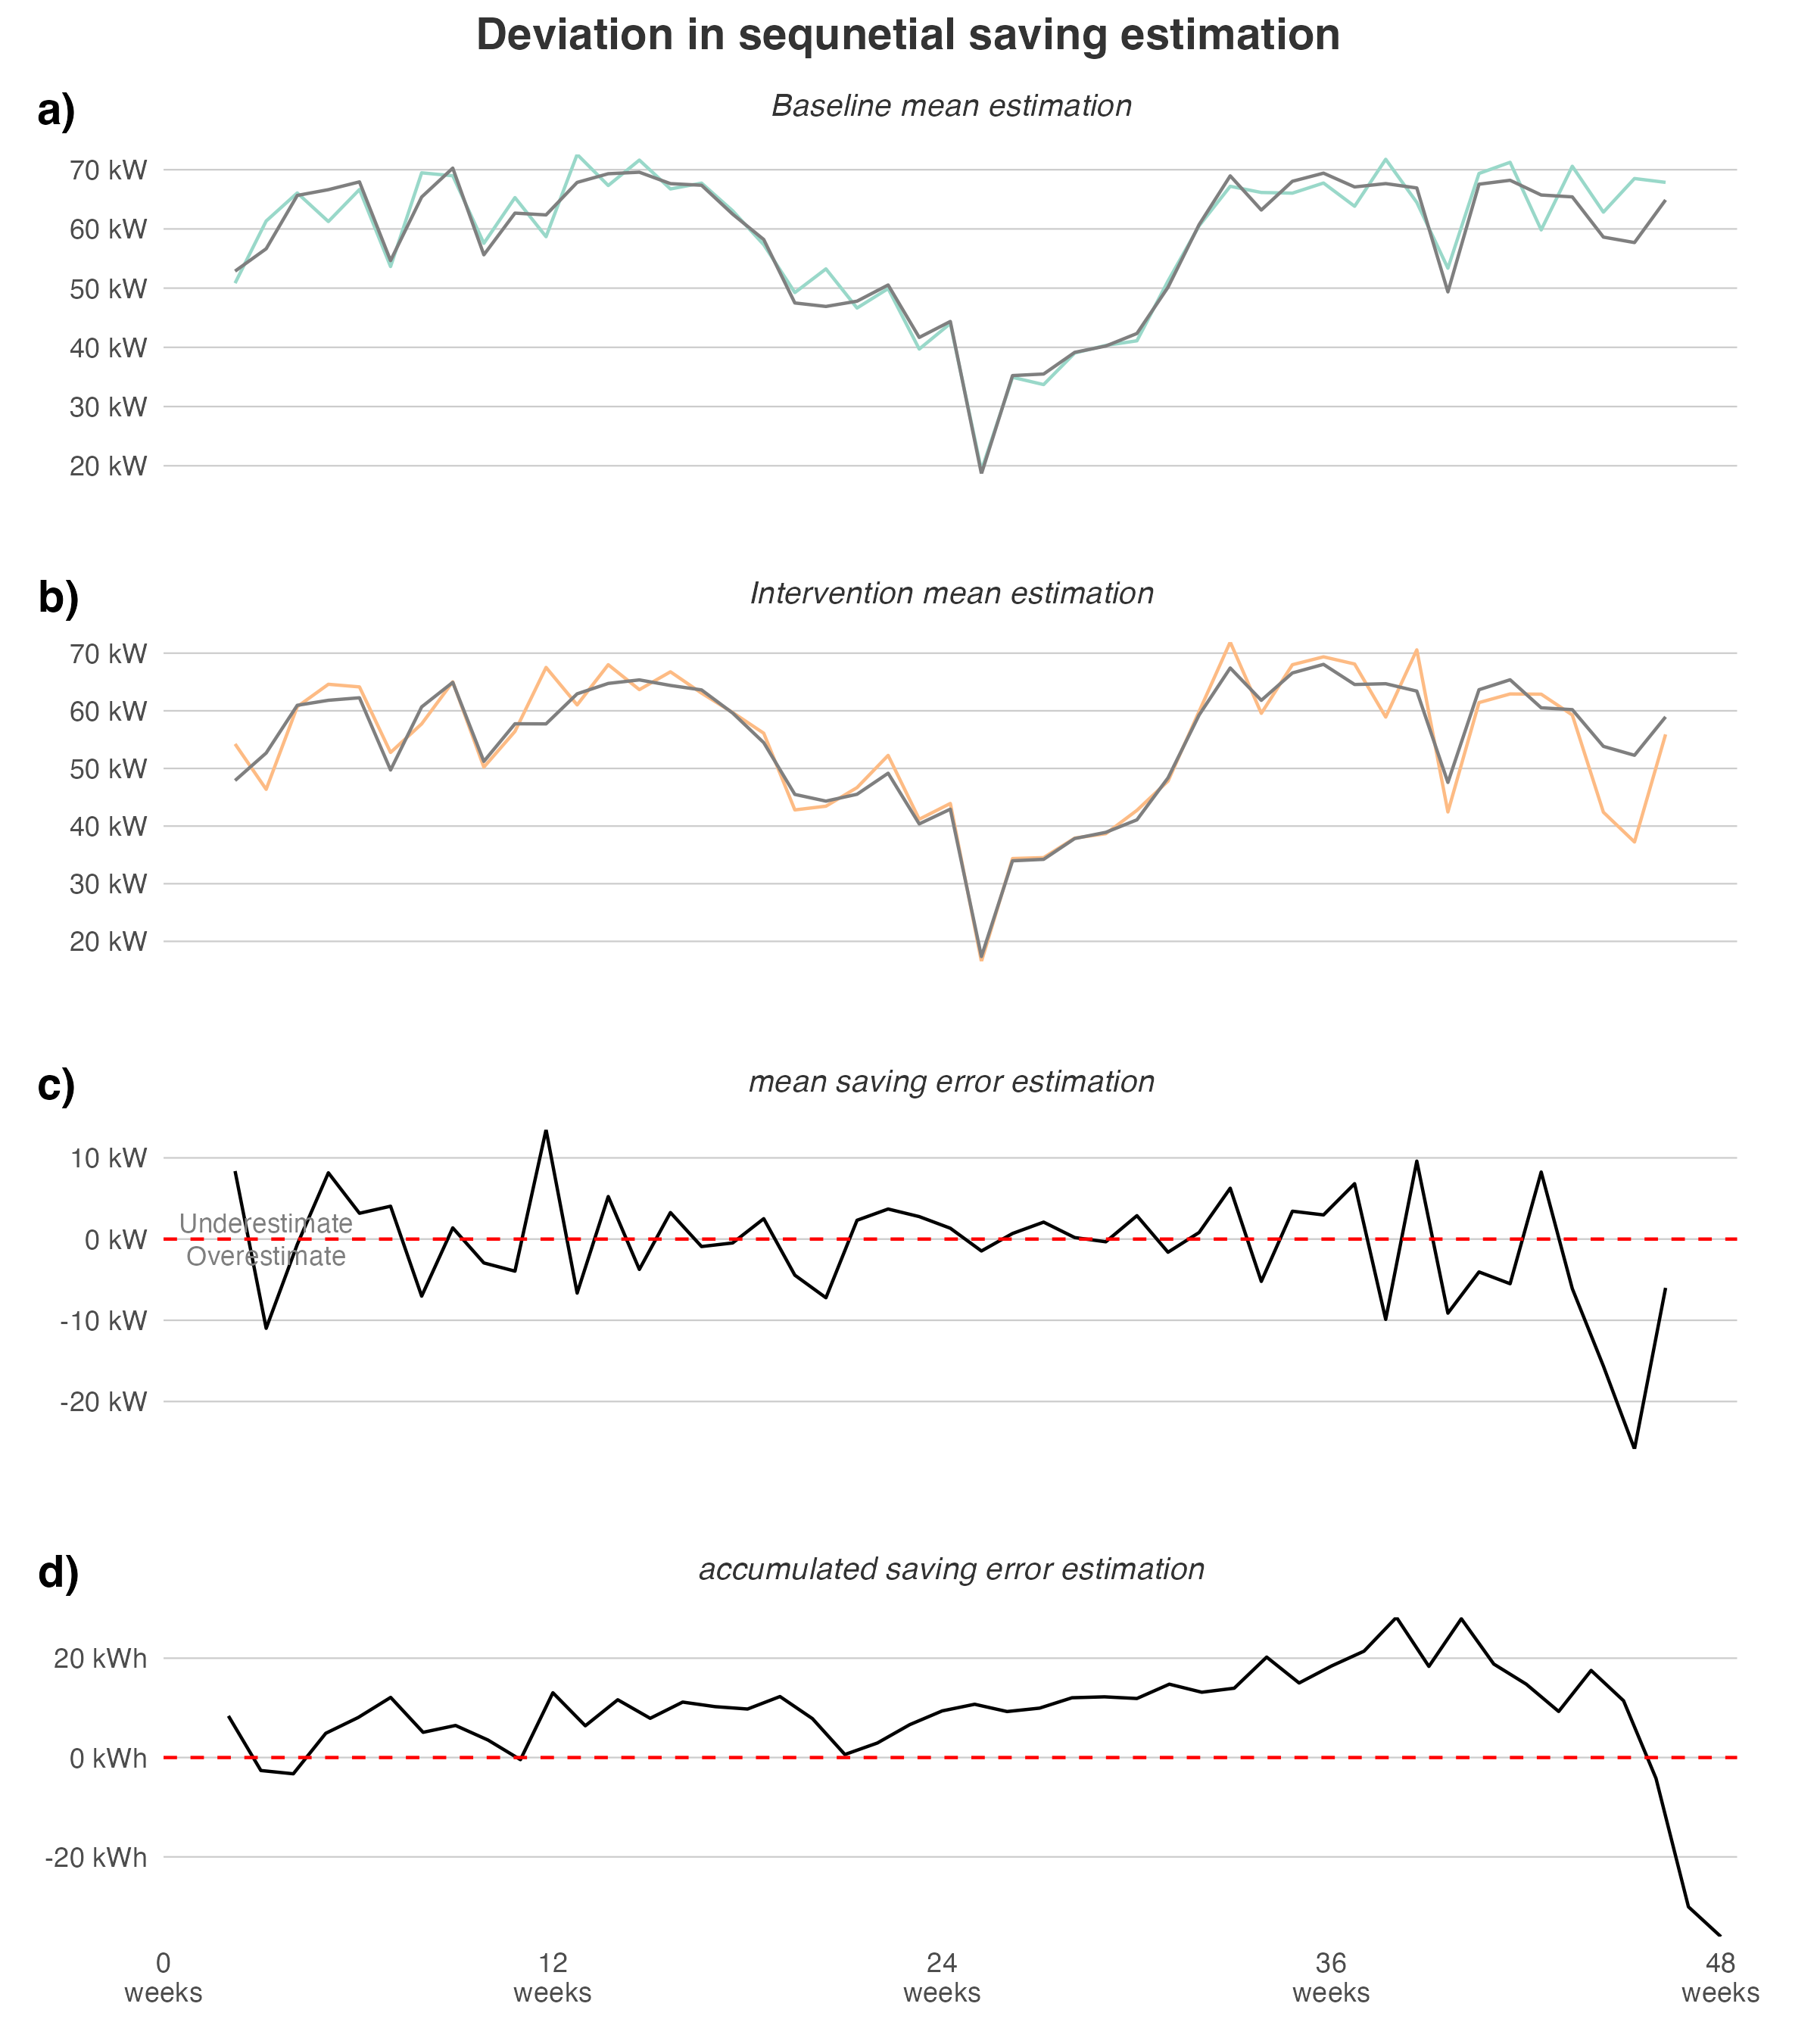 Deviation in sequnetial saving estimation
a)
Baseline mean estimation
70 kW
60 kW
50 kW
40 kW
30 kW
20 kW
b)
Intervention mean estimation
70 kW
60 kW
50 kW
40 kW
30 kW
20 kW
c)
mean saving error estimation
10 kW
Underestimate
0 kW
Overestimate
-10 kW
-20 kW
d)
accumulated saving error estimation
20 kWh
0 kWh
-20 kWh
0 12 24 36 48
weeks weeks weeks weeks weeks